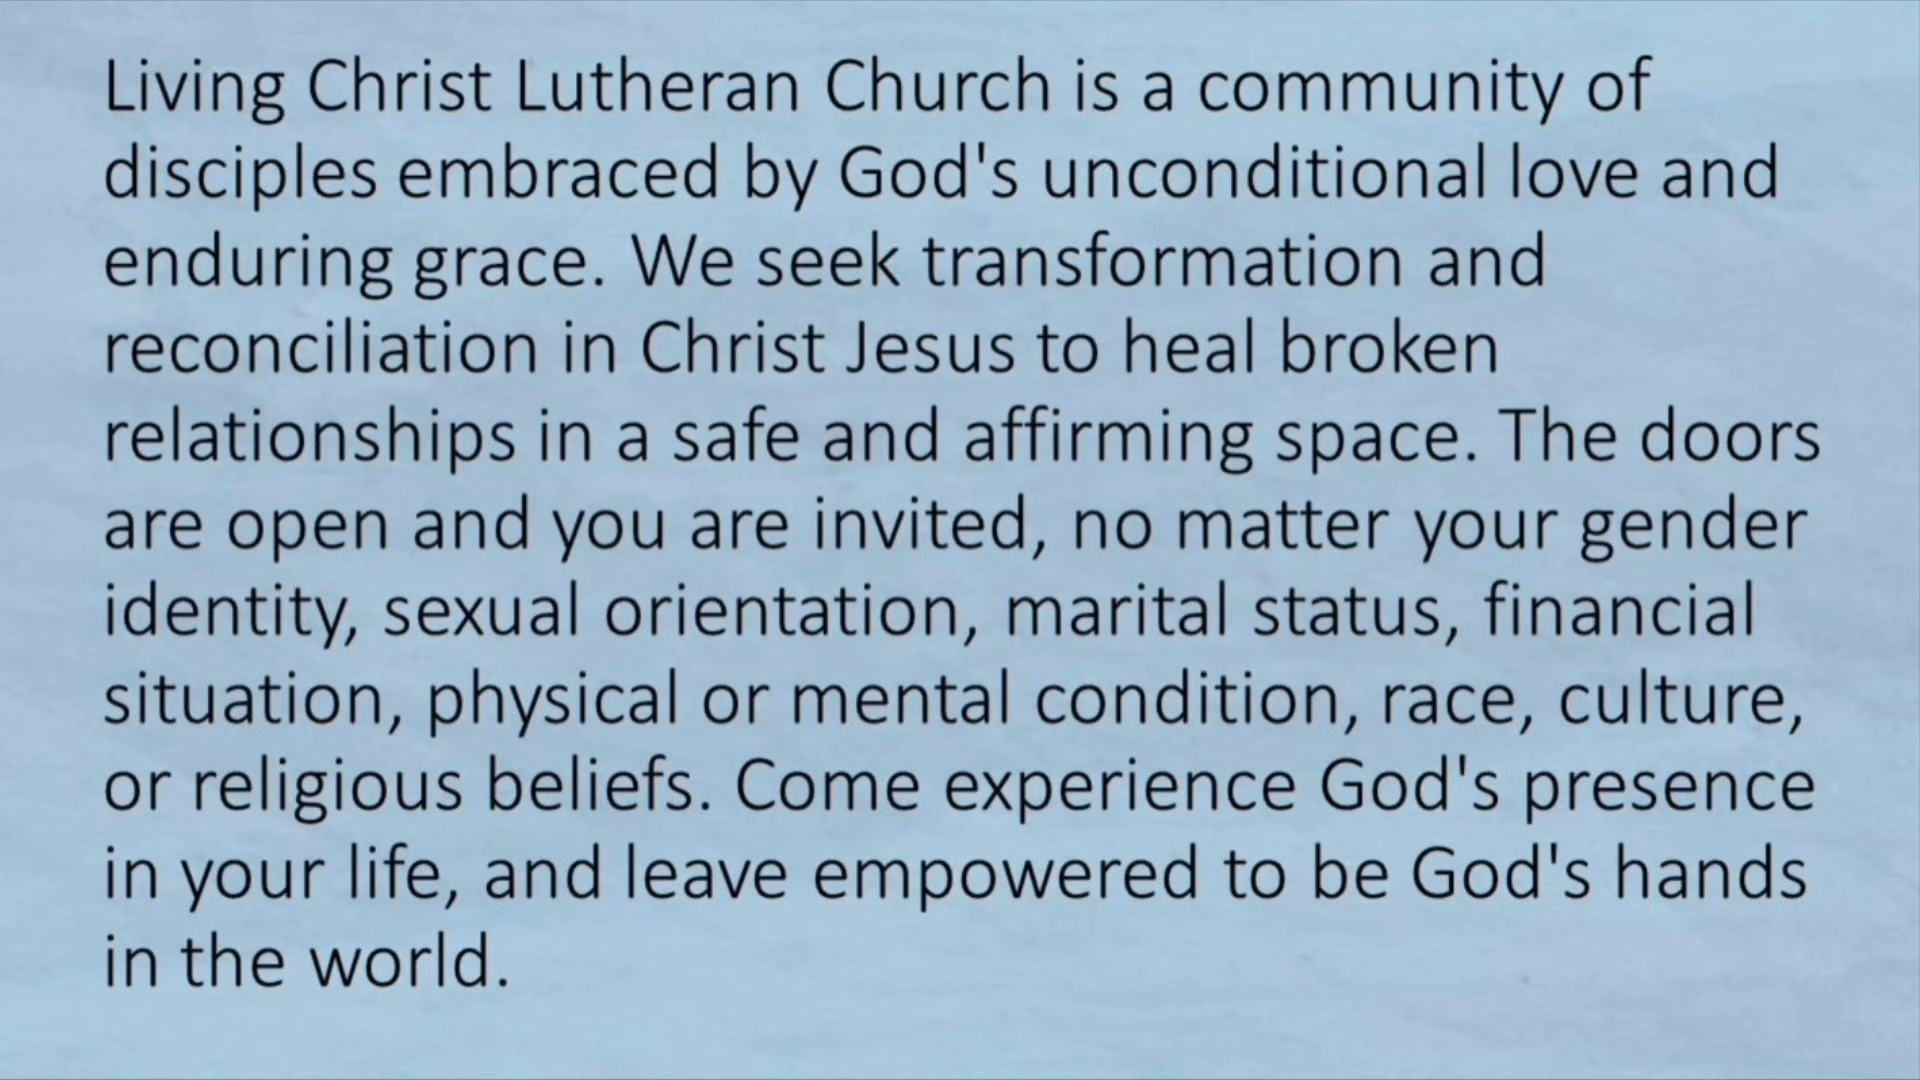 Living Christ Lutheran Church is a community of
disciples embraced by God's unconditional love and
enduring grace. We seek transformation and
reconciliation in Christ Jesus to heal broken
relationships in a safe and affirming space. The doors
are open and you are invited, no matter your gender
identity, sexual orientation, marital status, financial
situation, physical or mental condition, race, culture,
or religious beliefs. Come experience God's presence
in your life, and leave empowered to be God's hands
in the world.